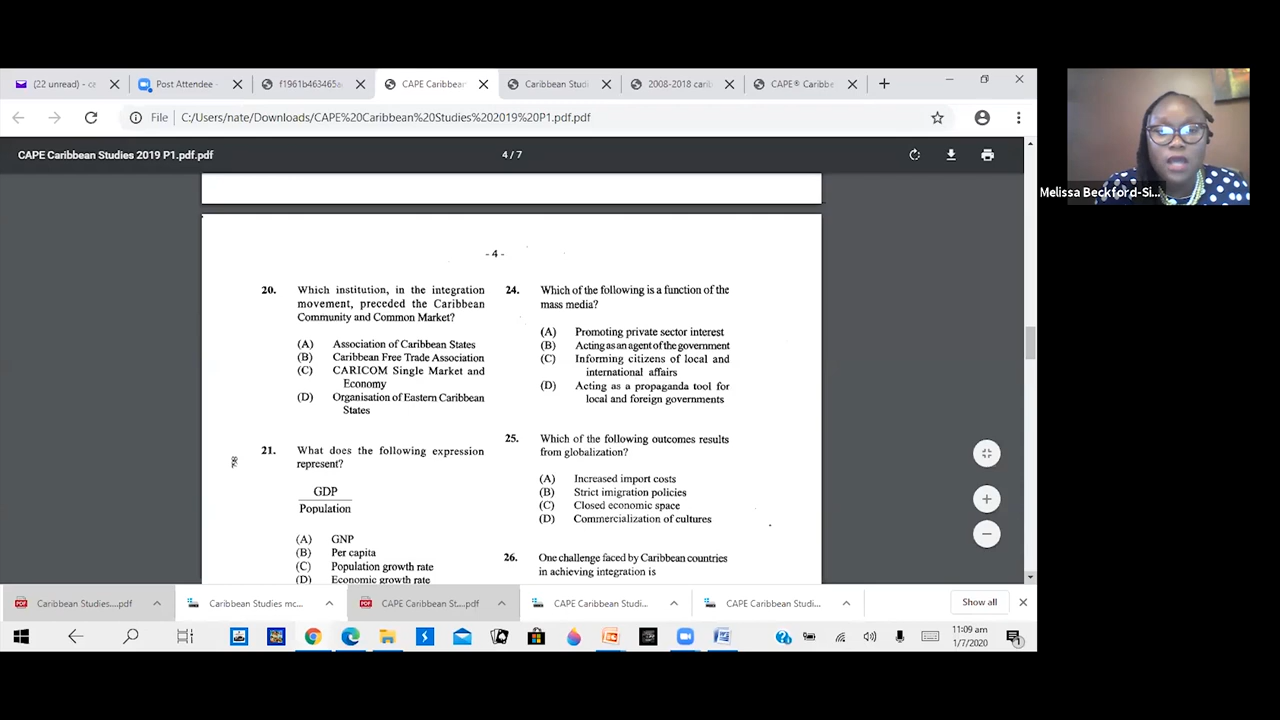 (22 unread) - ca
Post Attendee -
f1961b463465a
CAPE Caribbean
Caribbean Studi
2008-2018 cari
CAPE® Caribbe
File
C:/Users/nate/Downloads/CAPE%20Caribbean%20Studies%202019%20P1.pdf.pdf
CAPE Caribbean Studies 2019 P1.pdf.pdf
4 / 7
Melissa Beckford-Si...
- 4 -
20. Which institution, in the integration
movement, preceded the Caribbean
Community and Common Market?
(A) Association of Caribbean States
(B) Caribbean Free Trade Association
(C) CARICOM Single Market and
Economy
(D) Organisation of Eastern Caribbean
States
21. What does the following expression
represent?
GDP
Population
(A) GNP
(B) Per capita
(C) Population growth rate
(D) Economic growth rate
24. Which of the following is a function of the
mass media?
(A) Promoting private sector interest
(B) Acting as an agent of the government
(C) Informing citizens of local and
international affairs
(D) Acting as a propaganda tool for
local and foreign governments
25. Which of the following outcomes results
from globalization?
(A) Increased import costs
(B) Strict imigration policies
(C) Closed economic space
(D) Commercialization of cultures
26. One challenge faced by Caribbean countries
in achieving integration is
Caribbean Studies....pdf
Caribbean Studies mc...
CAPE Caribbean St....pdf
CAPE Caribbean Studi...
CAPE Caribbean Studi...
Show all
11:09 am
1/7/2020